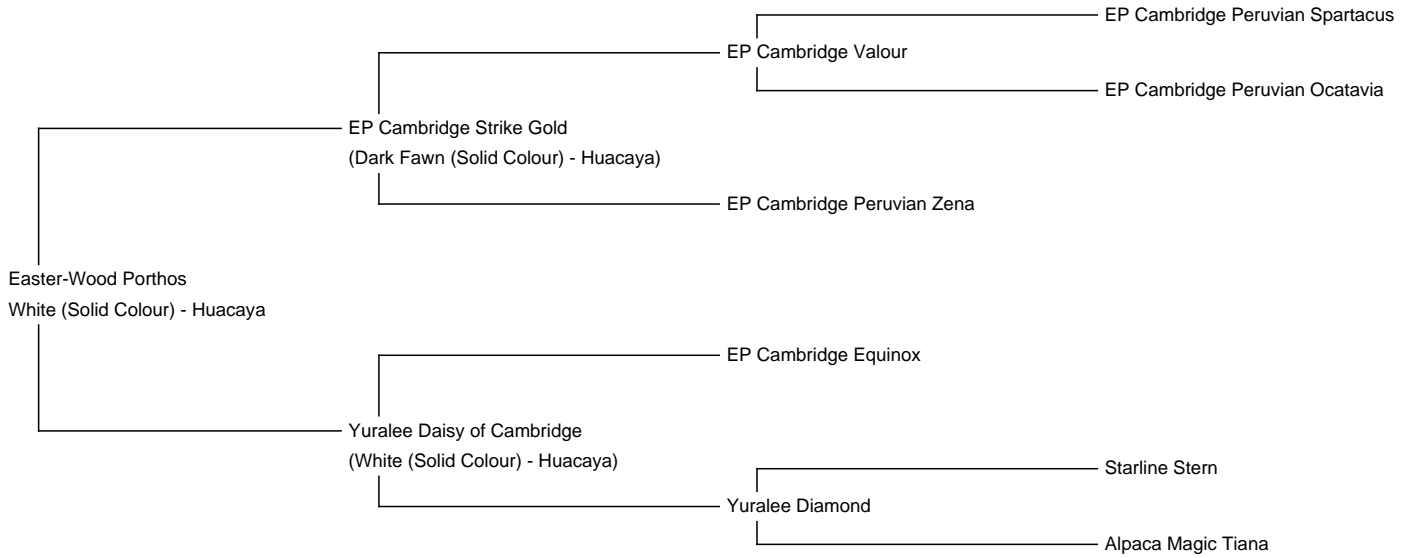 EP Cambridge Peruvian Spartacus
EP Cambridge Valour
EP Cambridge Peruvian Ocatavia
EP Cambridge Strike Gold
(Dark Fawn (Solid Colour) - Huacaya)
EP Cambridge Peruvian Zena
Easter-Wood Porthos
White (Solid Colour) - Huacaya
EP Cambridge Equinox
Yuralee Daisy of Cambridge
(White (Solid Colour) - Huacaya)
Starline Stern
Yuralee Diamond
Alpaca Magic Tiana